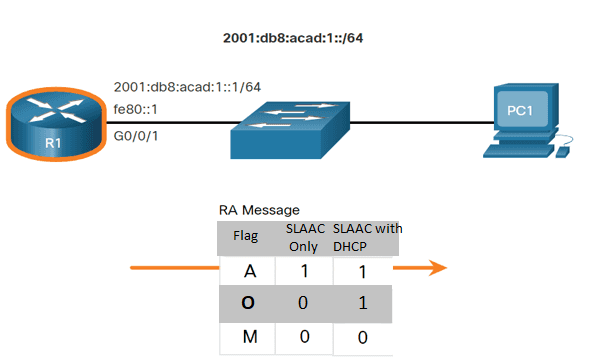 2001:db8:acad:1::/64
2001:db8:acad:1::1/64
fe80::1
G0/0/1
R1
PC1
RA Message
Flag SLAAC Only SLAAC with DHCP
A 1 1
O 0 1
M 0 0